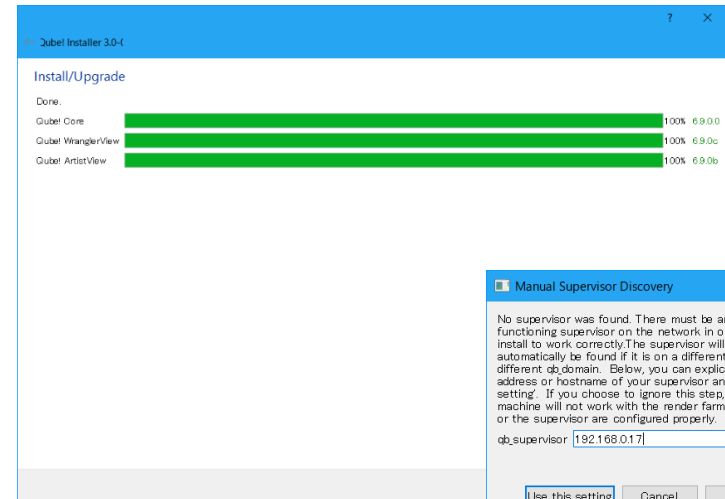 Qube! Installer 3.0-
Install/Upgrade
Done.
Qube! Core 100% 6.9.0.0
Qube! WranglerView 100% 6.9.0c
Qube! ArtistView 100% 6.9.0b
Manual Supervisor Discovery
No supervisor was found. There must be
functioning supervisor on the network in
install to work correctly.The supervisor will
automatically be found if it is on a different
different qb_domain. Below, you can
address or hostname of your supervisor
setting'. If you choose to ignore this step,
machine will not work with the render farm
or the supervisor are configured properly.
qb_supervisor 192.168.0.17
Use this setting Cancel